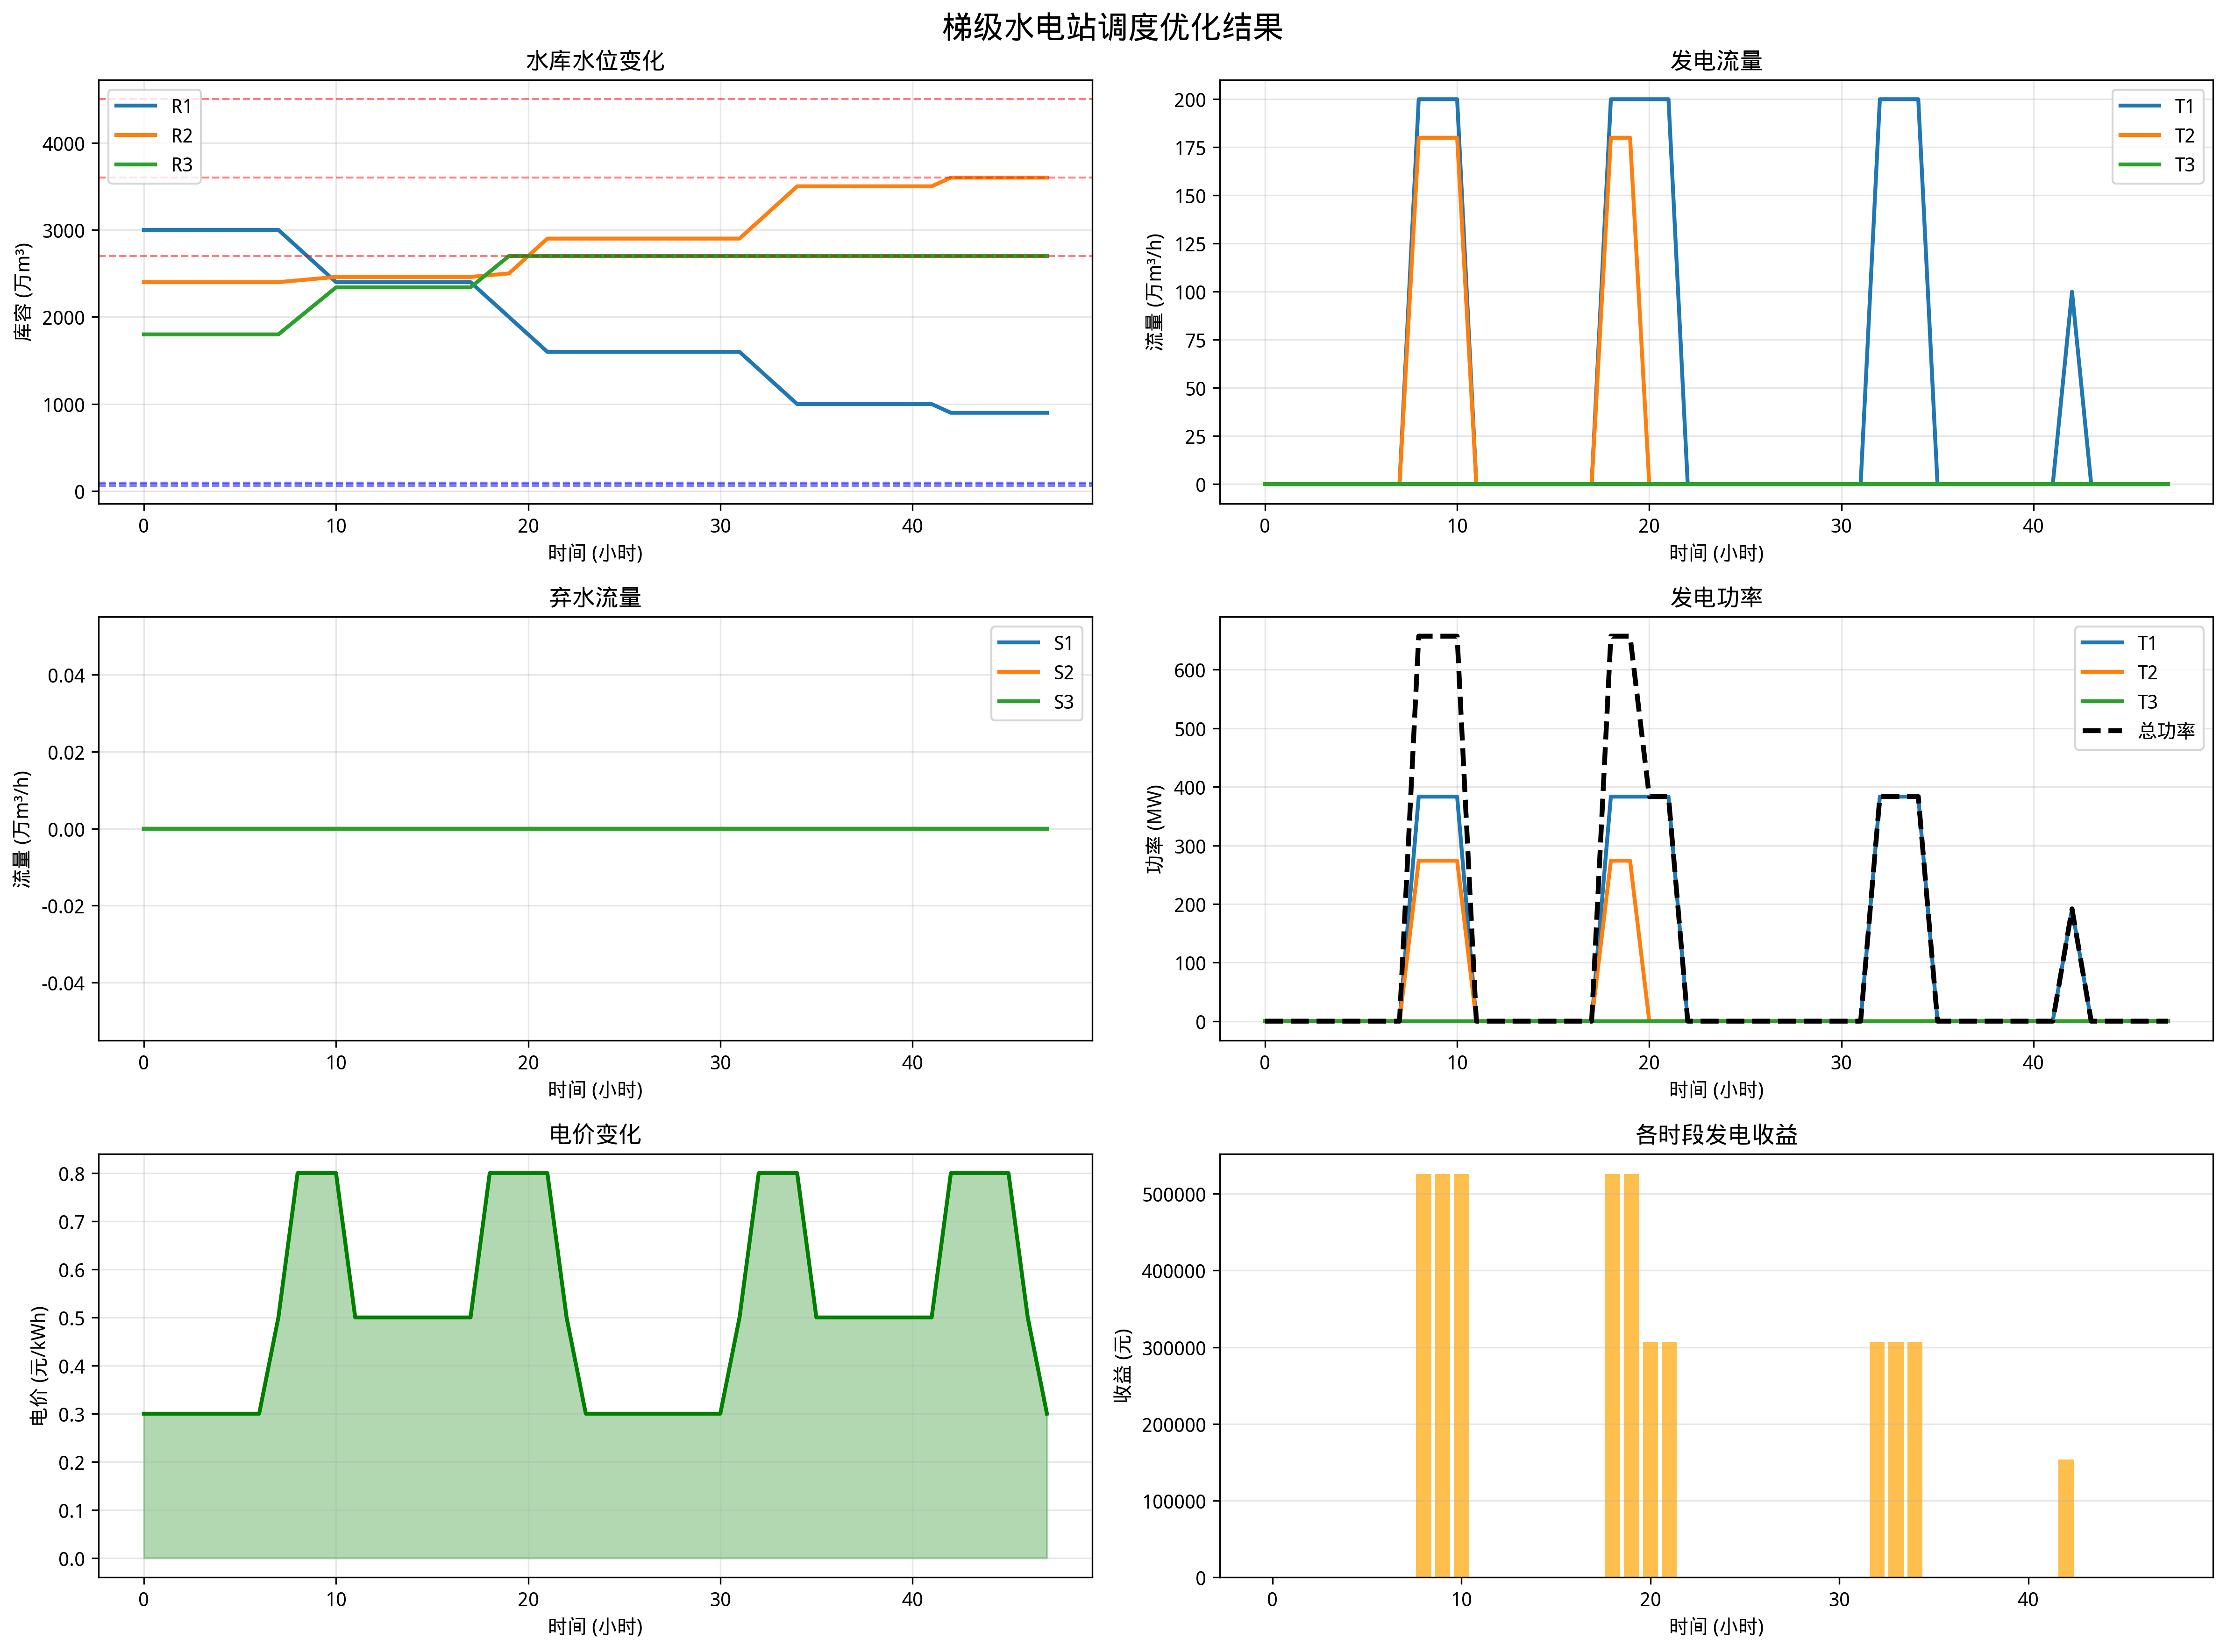 梯级水电站调度优化结果
水库水位变化
R1
R2
R3
4000
3000
2000
1000
0
库容 (万m³)
0 10 20 30 40
时间 (小时)
发电流量
T1
T2
T3
200
175
150
125
100
75
50
25
0
流量 (万m³/h)
0 10 20 30 40
时间 (小时)
弃水流量
S1
S2
S3
0.04
0.02
0.00
-0.02
-0.04
流量 (万m³/h)
0 10 20 30 40
时间 (小时)
发电功率
T1
T2
T3
总功率
600
500
400
300
200
100
0
功率 (MW)
0 10 20 30 40
时间 (小时)
电价变化
0.8
0.7
0.6
0.5
0.4
0.3
0.2
0.1
0.0
电价 (元/kWh)
0 10 20 30 40
时间 (小时)
各时段发电收益
500000
400000
300000
200000
100000
0
收益 (元)
0 10 20 30 40
时间 (小时)